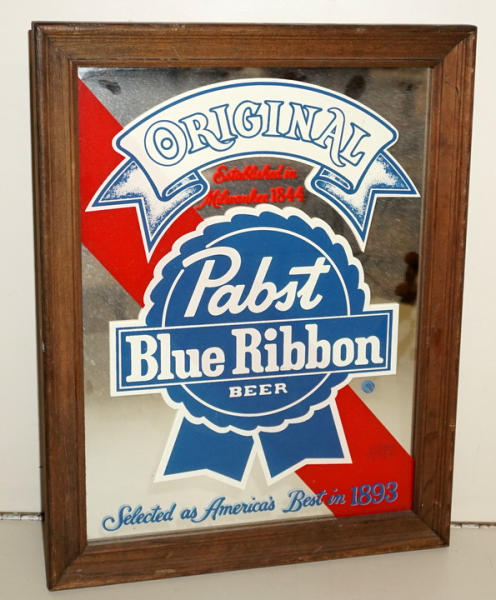 ORIGINAL
Established in
Milwaukee 1844
Pabst
Blue Ribbon
BEER
Selected as America's Best in 1893